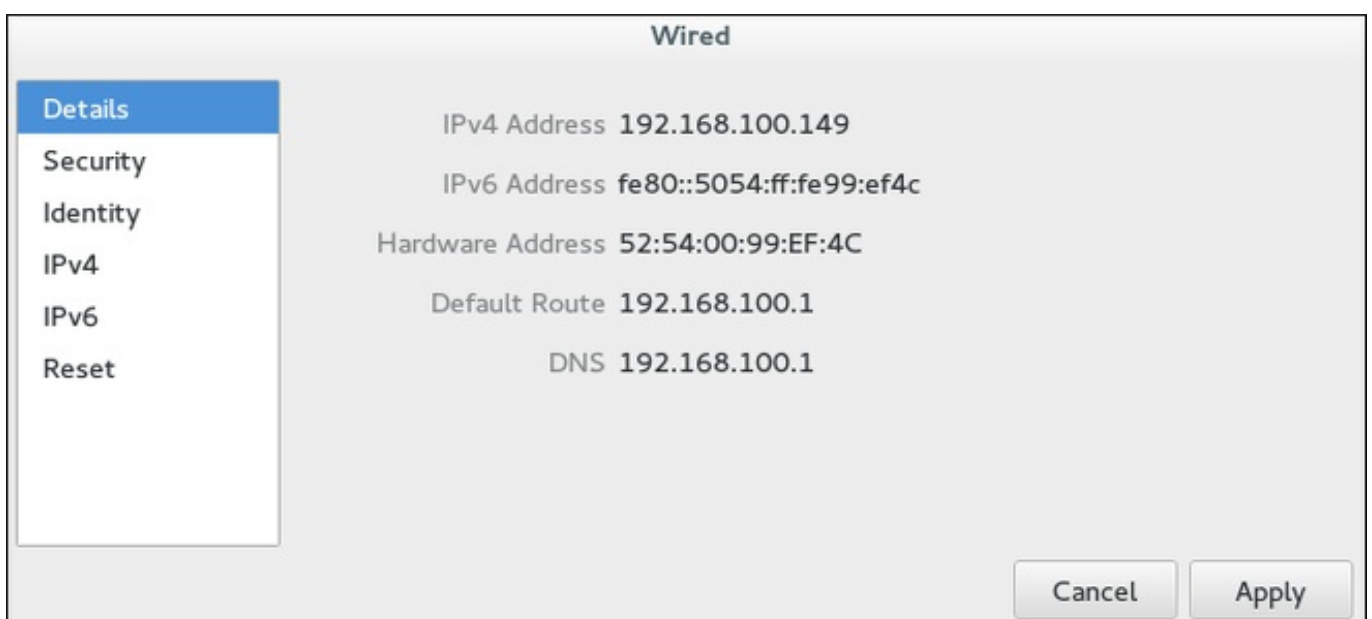 Wired
Details
Security
Identity
IPv4
IPv6
Reset
IPv4 Address 192.168.100.149
IPv6 Address fe80::5054:ff:fe99:ef4c
Hardware Address 52:54:00:99:EF:4C
Default Route 192.168.100.1
DNS 192.168.100.1
Cancel Apply